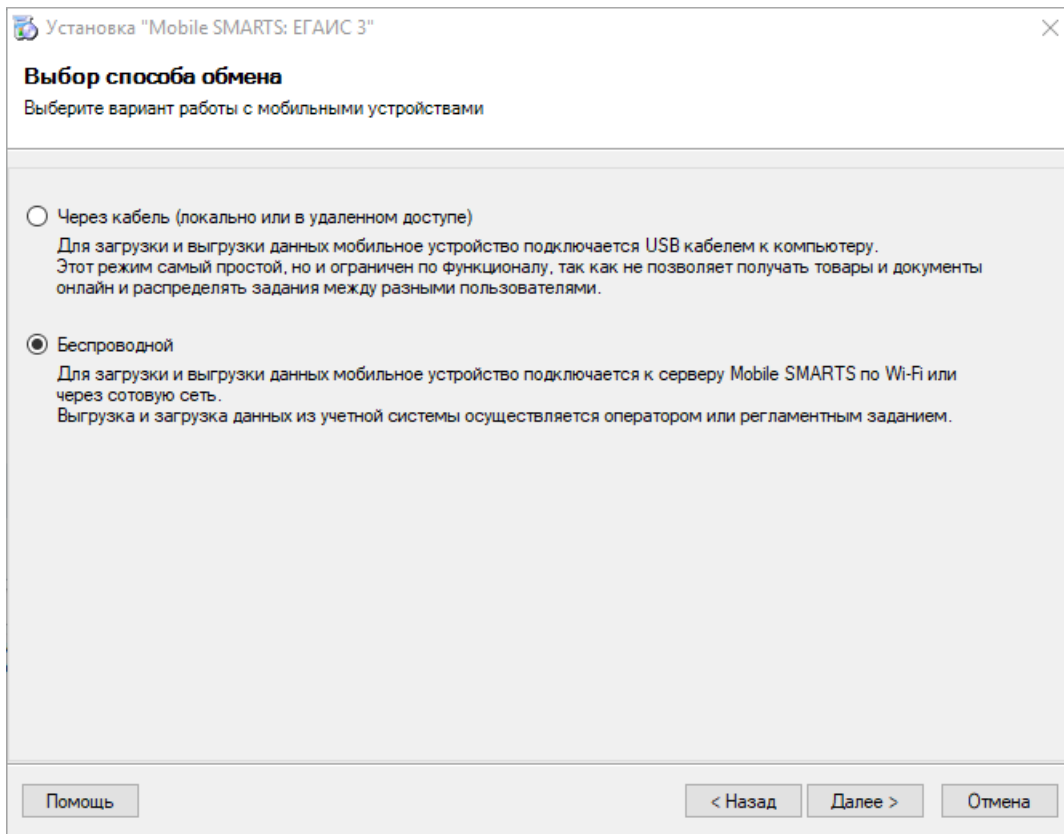 Установка "Mobile SMARTS: ЕГАИС 3"
Выбор способа обмена
Выберите вариант работы с мобильными устройствами
Через кабель (локально или в удаленном доступе)
Для загрузки и выгрузки данных мобильное устройство подключается USB кабелем к компьютеру.
Этот режим самый простой, но и ограничен по функционалу, так как не позволяет получать товары и документы
онлайн и распределять задания между разными пользователями.
Беспроводной
Для загрузки и выгрузки данных мобильное устройство подключается к серверу Mobile SMARTS по Wi-Fi или
через сотовую сеть.
Выгрузка и загрузка данных из учетной системы осуществляется оператором или регламентным заданием.
Помощь
< Назад
Далее >
Отмена